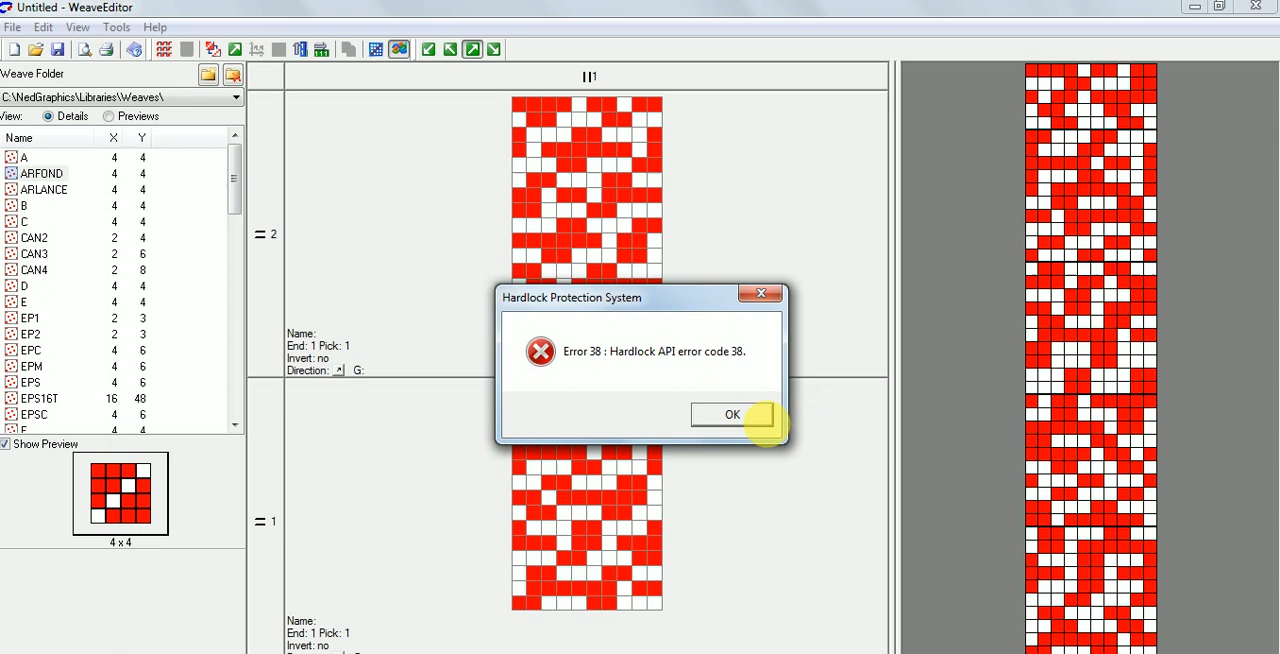 Untitled - WeaveEditor
File Edit View Tools Help
Weave Folder
C:\NedGraphics\Libraries\Weaves\
View: Details Previews
Name X Y
A 4 4
ARFOND 4 4
ARLANCE 4 4
B 4 4
C 4 4
CAN2 2 4
CAN3 2 6
CAN4 2 8
D 4 4
E 4 4
EP1 2 3
EP2 2 3
EPC 4 6
EPM 4 6
EPS 4 6
EPS16T 16 48
EPSC 4 6
F 4 4
Show Preview
4 x 4
1
2
Name:
End: 1 Pick: 1
Invert: no
Direction: G:
1
Name:
End: 1 Pick: 1
Invert: no
Hardlock Protection System
Error 38 : Hardlock API error code 38.
OK